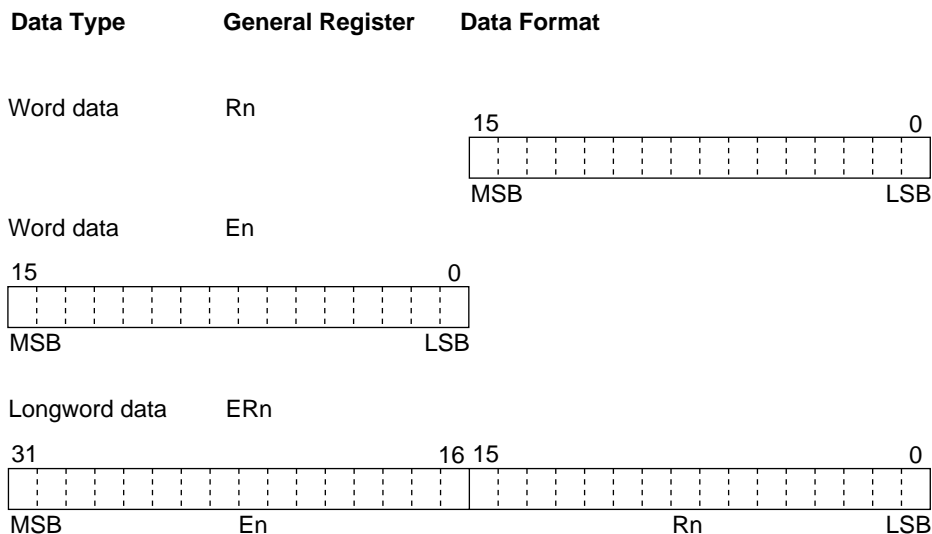 Data Type General Register Data Format
Word data Rn
15 0
MSB LSB
Word data En
15 0
MSB LSB
Longword data ERn
31 16 15 0
MSB En Rn LSB